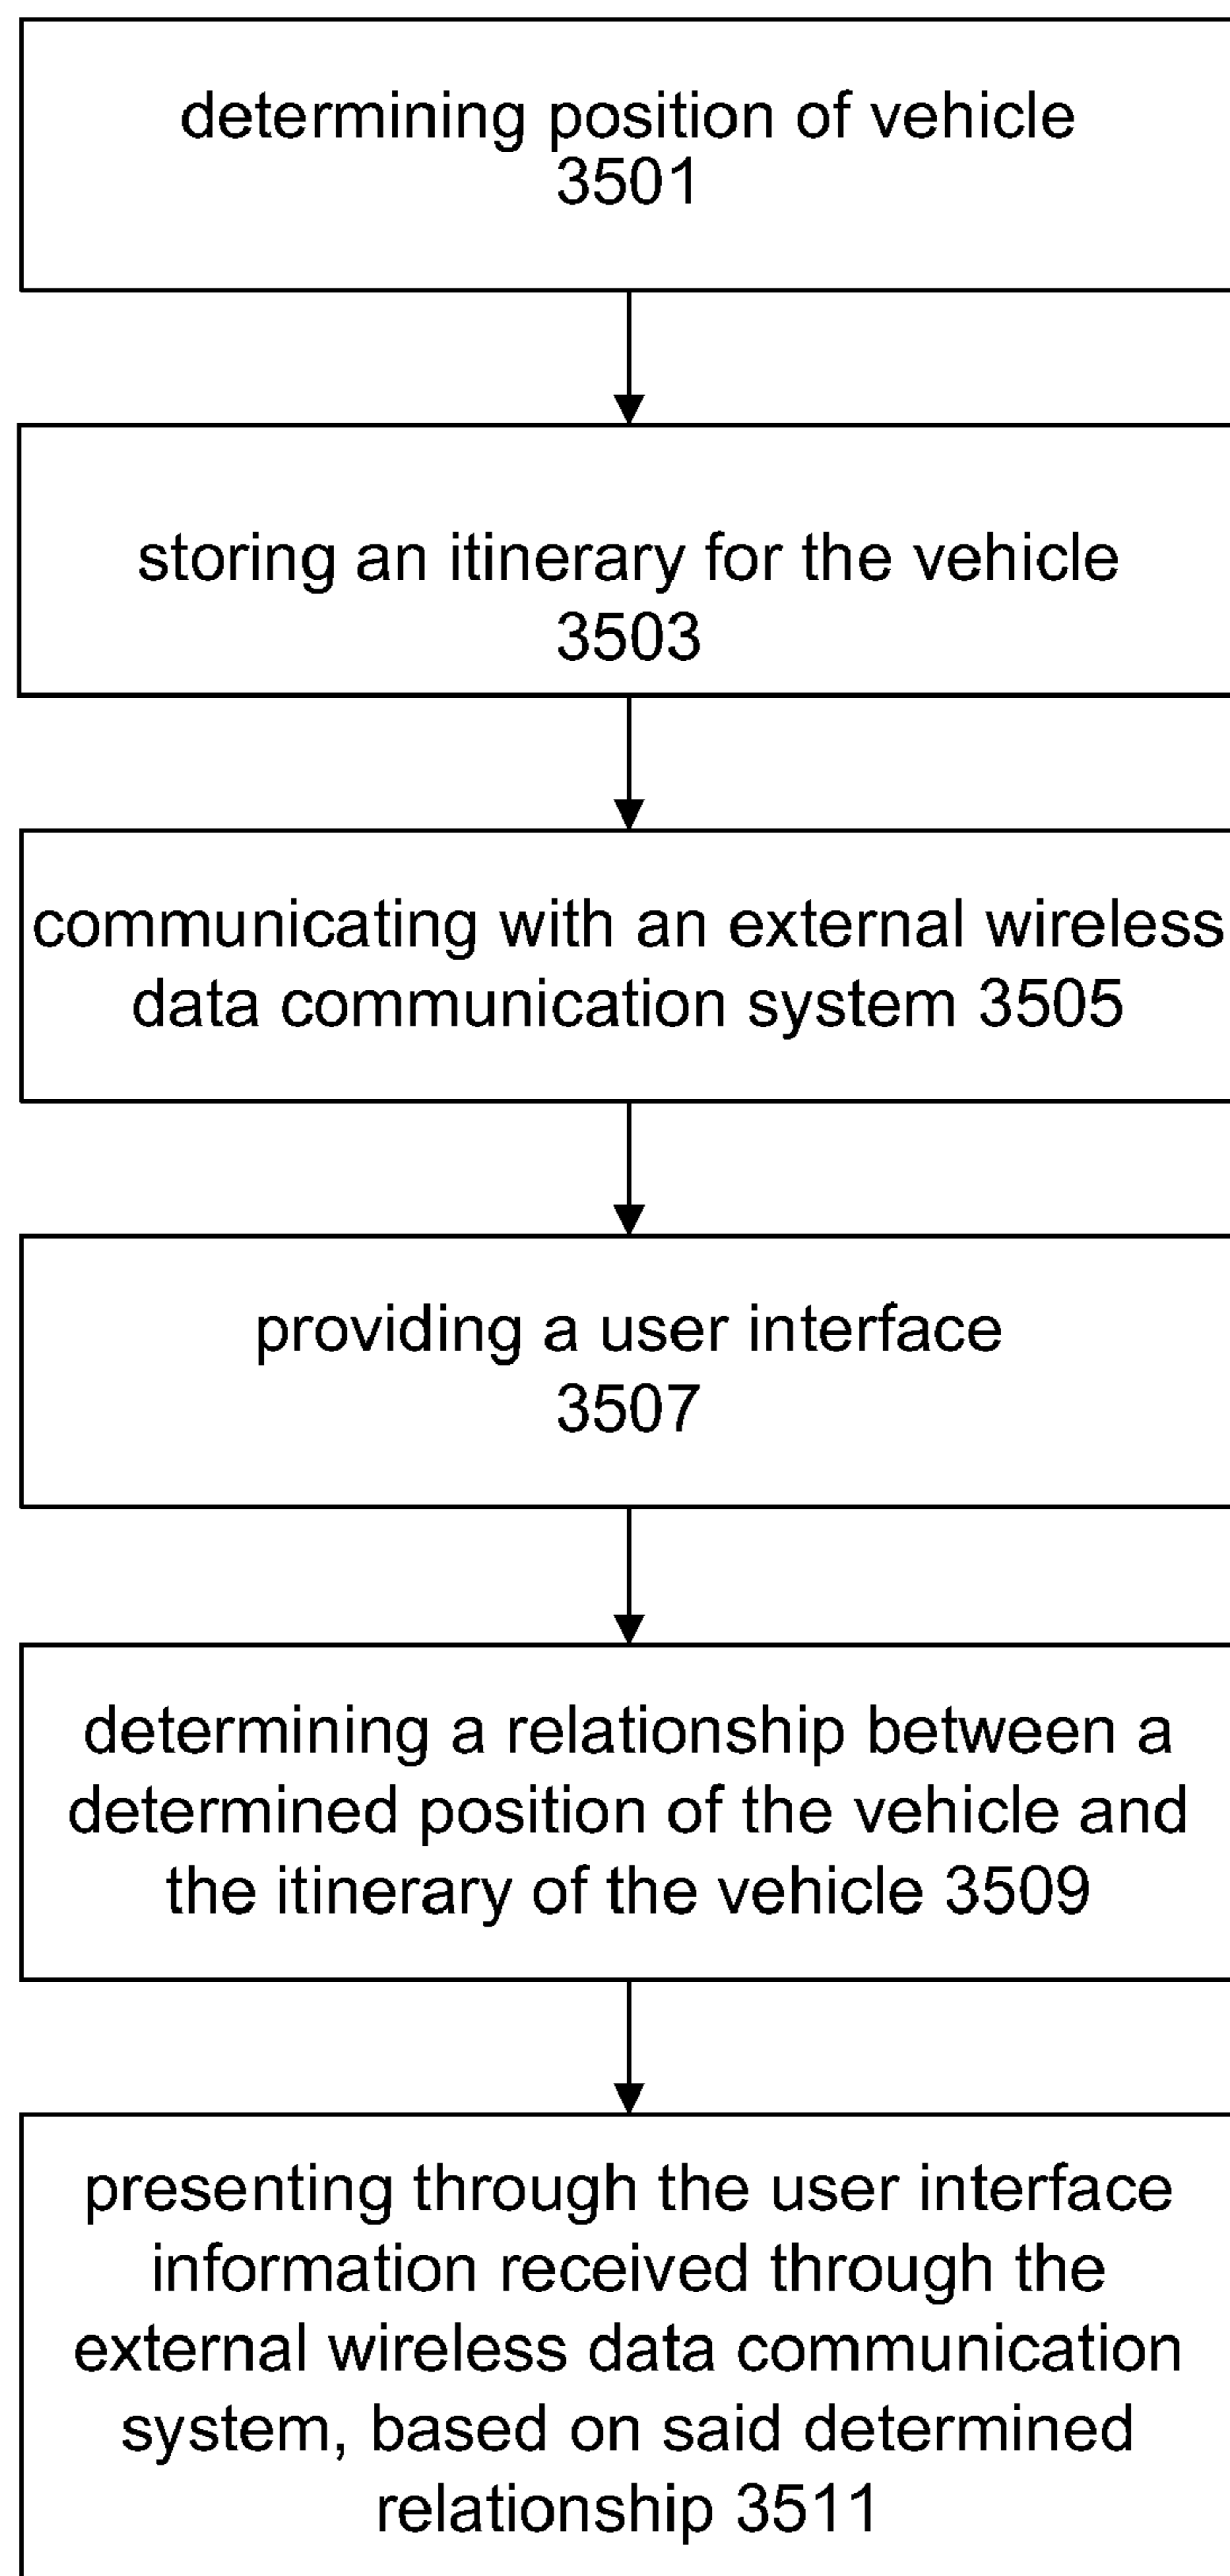 determining position of vehicle
3501
storing an itinerary for the vehicle
3503
communicating with an external wireless
data communication system 3505
providing a user interface
3507
determining a relationship between a
determined position of the vehicle and
the itinerary of the vehicle 3509
presenting through the user interface
information received through the
external wireless data communication
system, based on said determined
relationship 3511